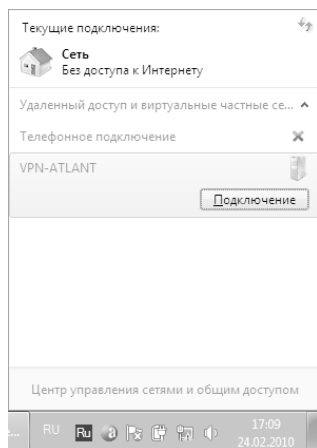 Текущие подключения:
Сеть
Без доступа к Интернету
Удаленный доступ и виртуальные частные се...
Телефонное подключение
VPN-ATLANT
Подключение
Центр управления сетями и общим доступом
RU Ru a 17:09
24.02.2010